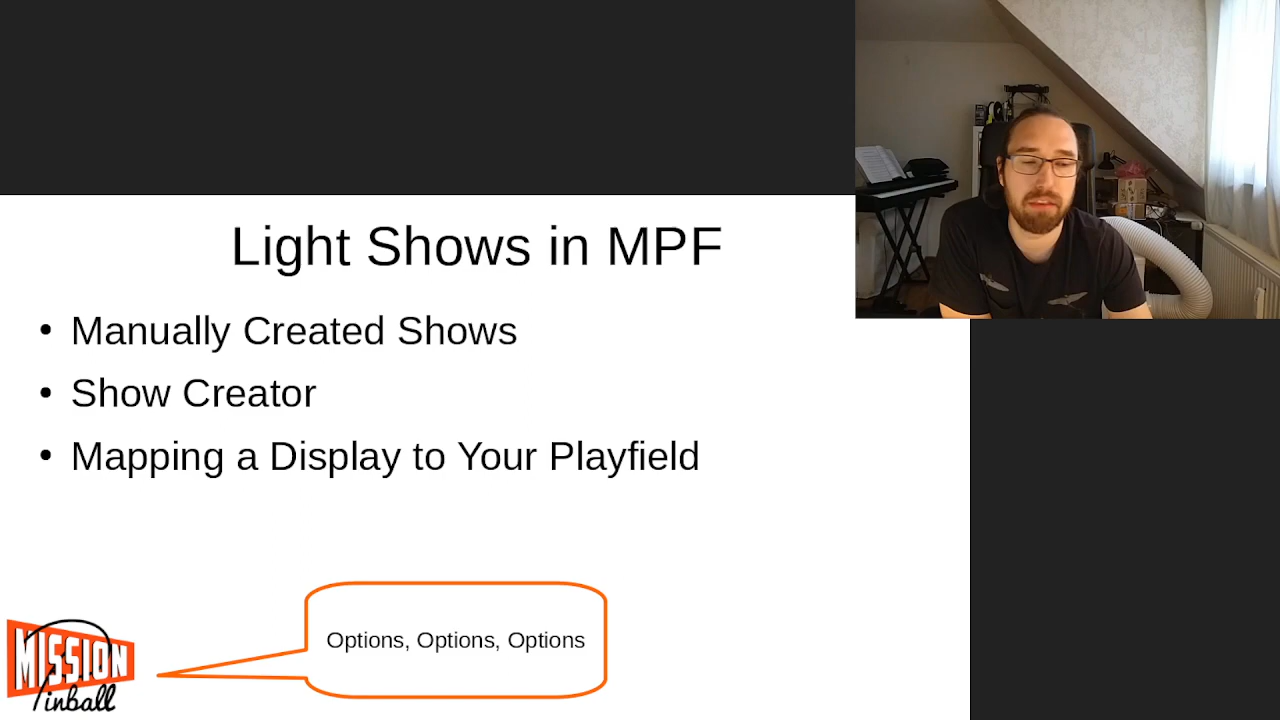 Light Shows in MPF
• Manually Created Shows
• Show Creator
• Mapping a Display to Your Playfield
Options, Options, Options
MISSION
Pinball